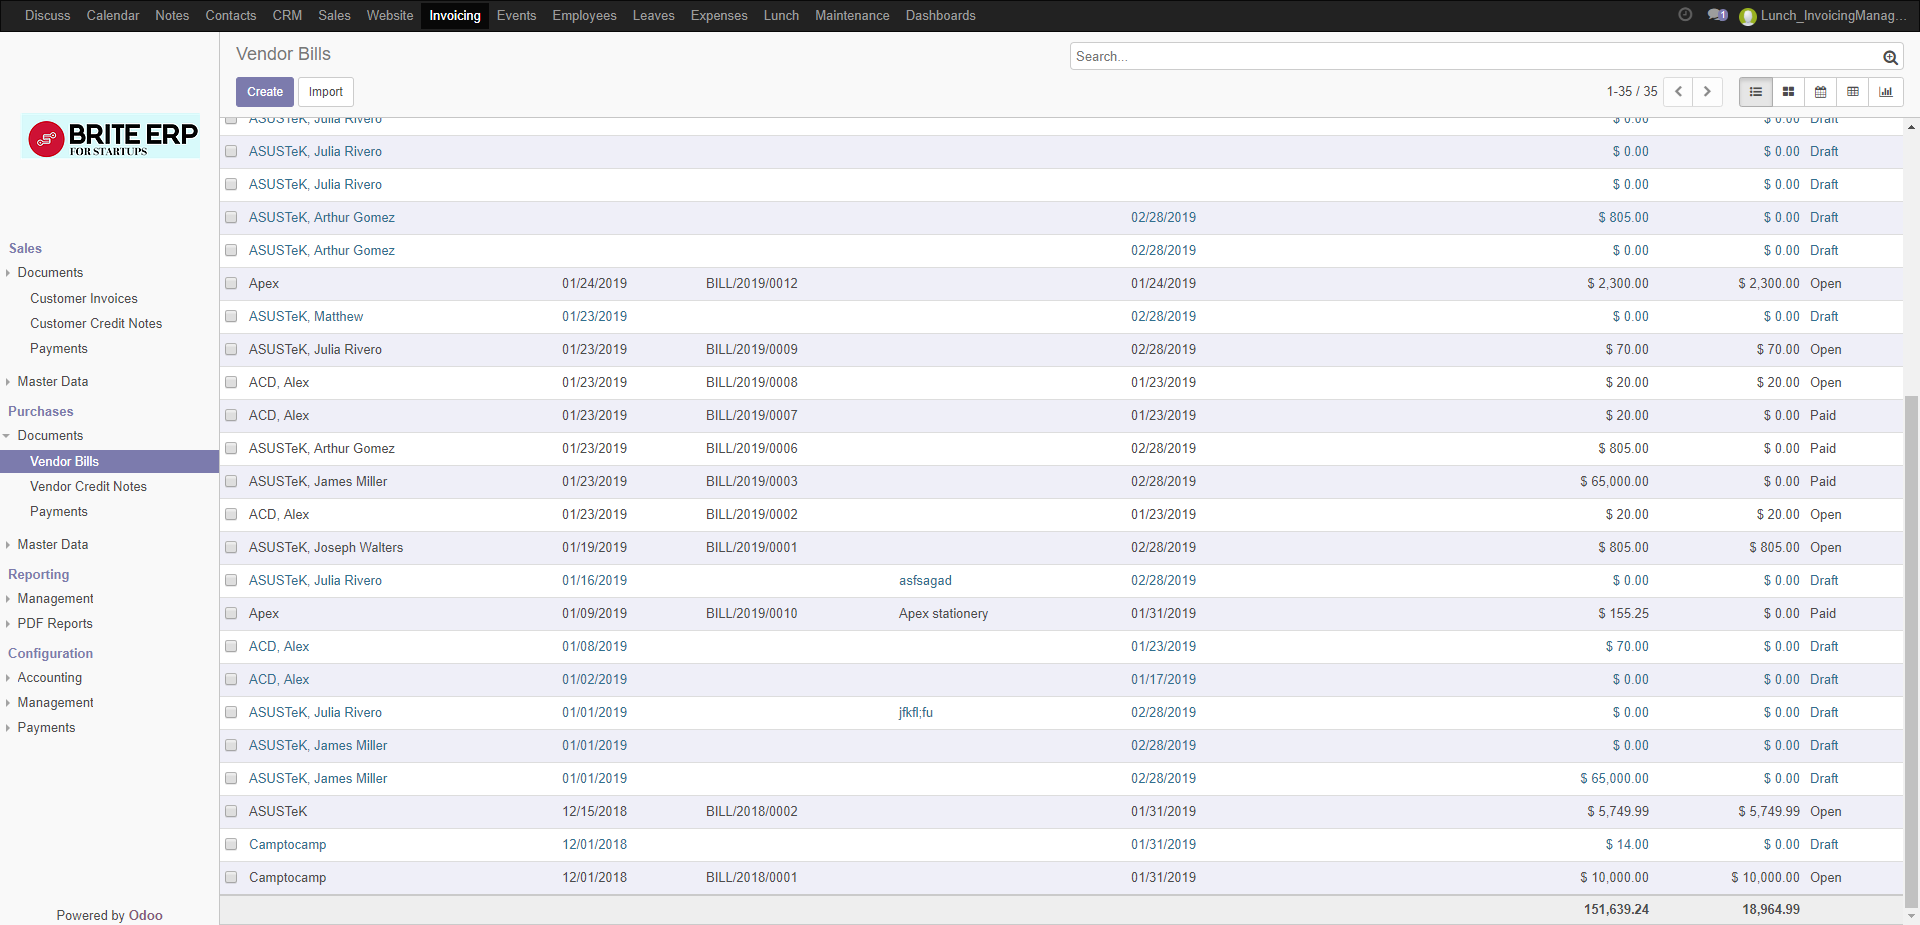 Discuss Calendar Notes Contacts CRM Sales Website Invoicing Events Employees Leaves Expenses Lunch Maintenance Dashboards 1 Lunch_InvoicingManag...
Vendor Bills
Search...
Create Import
1-35 / 35
BRITE ERP
FOR STARTUPS
Sales
Documents
Customer Invoices
Customer Credit Notes
Payments
Master Data
Purchases
Documents
Vendor Bills
Vendor Credit Notes
Payments
Master Data
Reporting
Management
PDF Reports
Configuration
Accounting
Management
Payments
Powered by Odoo
ASUSTeK, Julia Rivero $ 0.00 $ 0.00 Draft
ASUSTeK, Julia Rivero $ 0.00 $ 0.00 Draft
ASUSTeK, Julia Rivero $ 0.00 $ 0.00 Draft
ASUSTeK, Arthur Gomez 02/28/2019 $ 805.00 $ 0.00 Draft
ASUSTeK, Arthur Gomez 02/28/2019 $ 0.00 $ 0.00 Draft
Apex 01/24/2019 BILL/2019/0012 01/24/2019 $ 2,300.00 $ 2,300.00 Open
ASUSTeK, Matthew 01/23/2019 02/28/2019 $ 0.00 $ 0.00 Draft
ASUSTeK, Julia Rivero 01/23/2019 BILL/2019/0009 02/28/2019 $ 70.00 $ 70.00 Open
ACD, Alex 01/23/2019 BILL/2019/0008 01/23/2019 $ 20.00 $ 20.00 Open
ACD, Alex 01/23/2019 BILL/2019/0007 01/23/2019 $ 20.00 $ 0.00 Paid
ASUSTeK, Arthur Gomez 01/23/2019 BILL/2019/0006 02/28/2019 $ 805.00 $ 0.00 Paid
ASUSTeK, James Miller 01/23/2019 BILL/2019/0003 02/28/2019 $ 65,000.00 $ 0.00 Paid
ACD, Alex 01/23/2019 BILL/2019/0002 01/23/2019 $ 20.00 $ 20.00 Open
ASUSTeK, Joseph Walters 01/19/2019 BILL/2019/0001 02/28/2019 $ 805.00 $ 805.00 Open
ASUSTeK, Julia Rivero 01/16/2019 asfsagad 02/28/2019 $ 0.00 $ 0.00 Draft
Apex 01/09/2019 BILL/2019/0010 Apex stationery 01/31/2019 $ 155.25 $ 0.00 Paid
ACD, Alex 01/08/2019 01/23/2019 $ 70.00 $ 0.00 Draft
ACD, Alex 01/02/2019 01/17/2019 $ 0.00 $ 0.00 Draft
ASUSTeK, Julia Rivero 01/01/2019 jfkfl;fu 02/28/2019 $ 0.00 $ 0.00 Draft
ASUSTeK, James Miller 01/01/2019 02/28/2019 $ 0.00 $ 0.00 Draft
ASUSTeK, James Miller 01/01/2019 02/28/2019 $ 65,000.00 $ 0.00 Draft
ASUSTeK 12/15/2018 BILL/2018/0002 01/31/2019 $ 5,749.99 $ 5,749.99 Open
Camptocamp 12/01/2018 01/31/2019 $ 14.00 $ 0.00 Draft
Camptocamp 12/01/2018 BILL/2018/0001 01/31/2019 $ 10,000.00 $ 10,000.00 Open
151,639.24 18,964.99